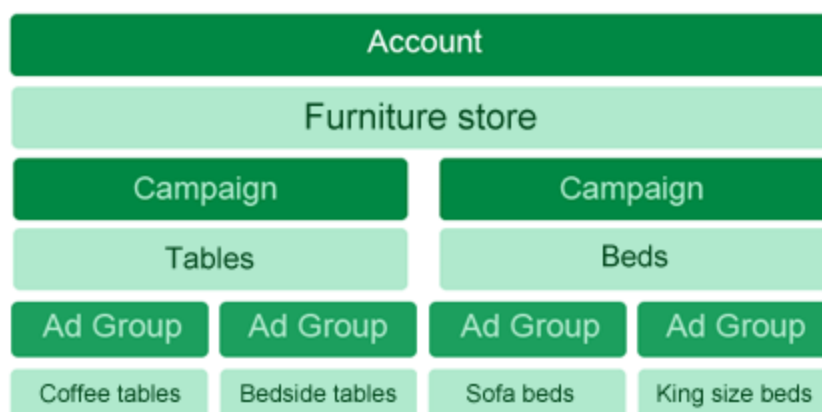 Account
Furniture store
Campaign Campaign
Tables Beds
Ad Group Ad Group Ad Group Ad Group
Coffee tables Bedside tables Sofa beds King size beds